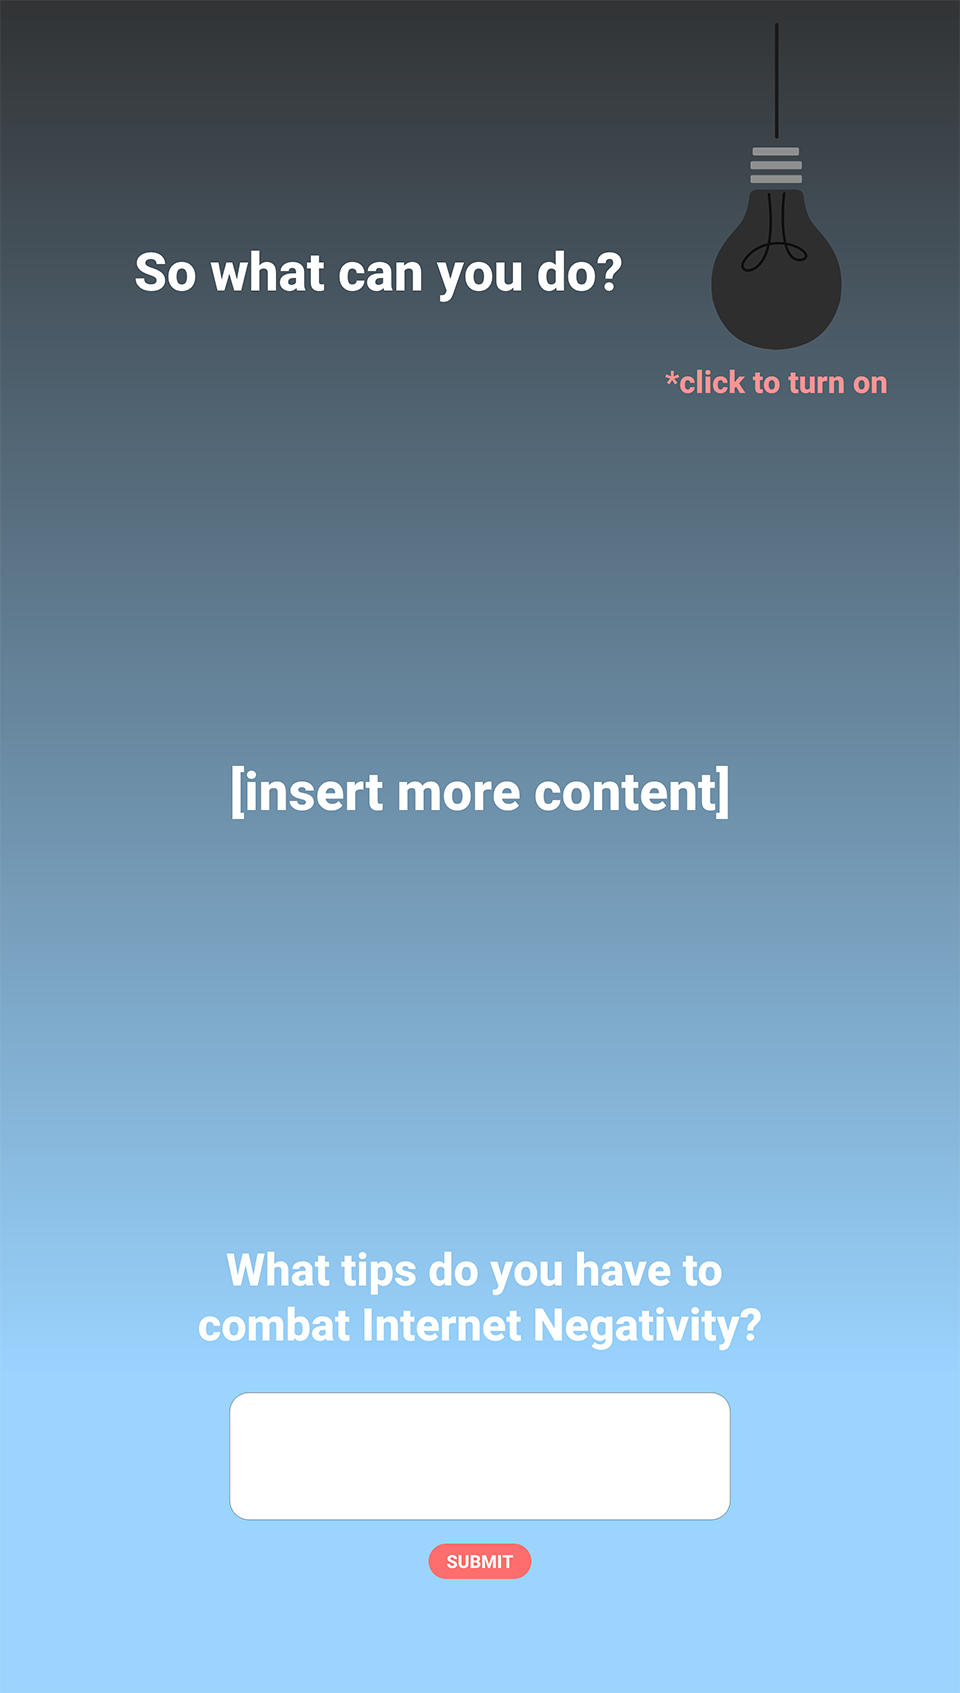 So what can you do?
*click to turn on
[insert more content]
What tips do you have to
combat Internet Negativity?
SUBMIT